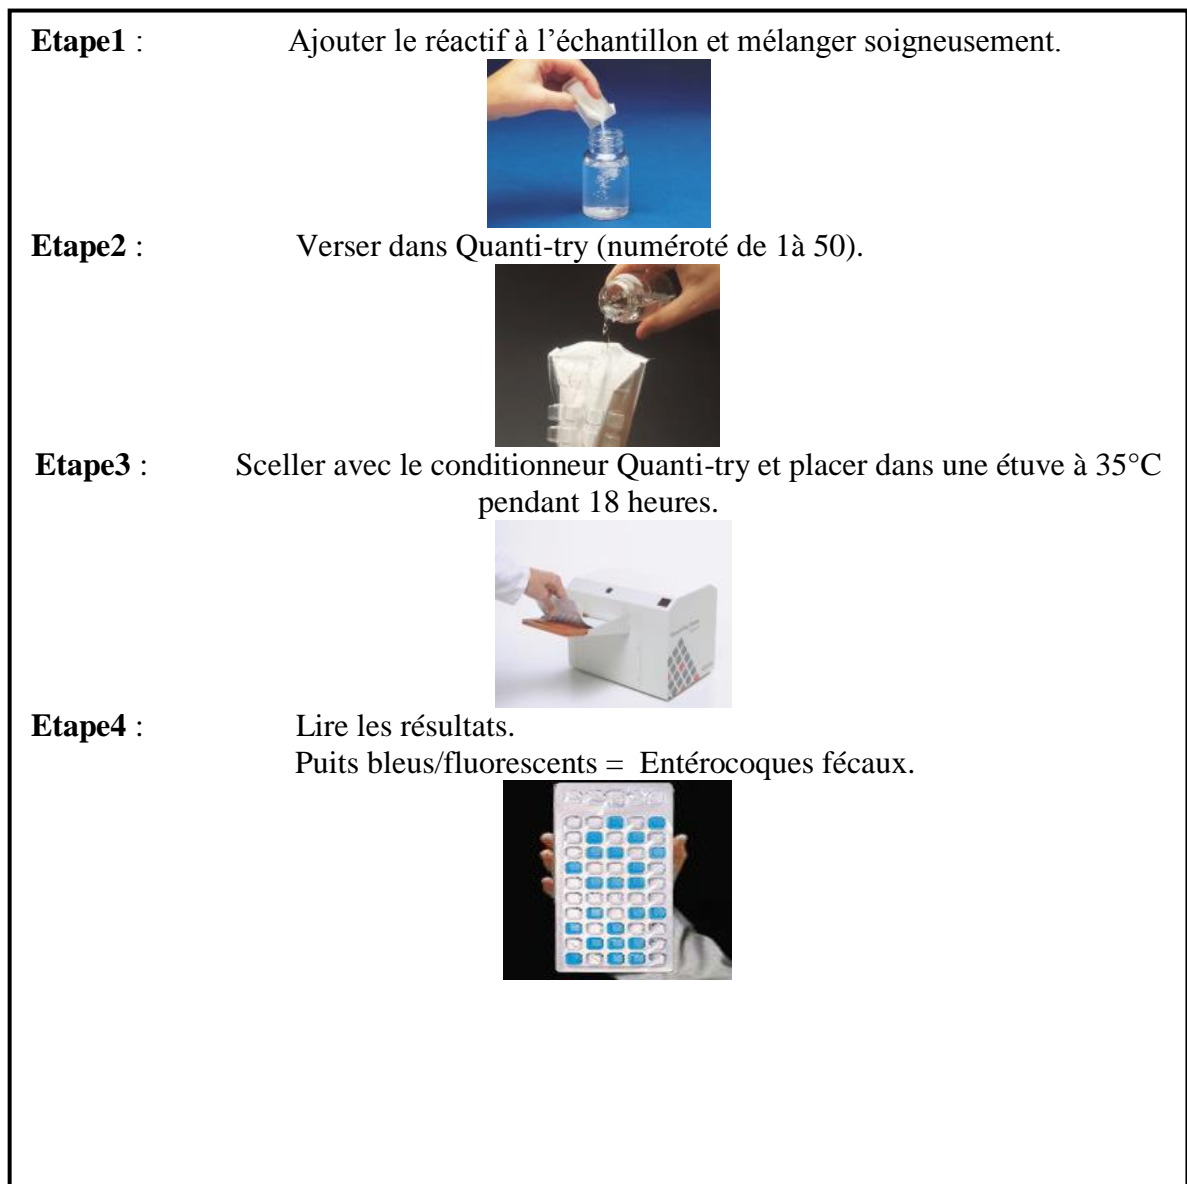 Etape1 : Ajouter le réactif à l’échantillon et mélanger soigneusement.
Etape2 : Verser dans Quanti-try (numéroté de 1à 50).
Etape3 : Sceller avec le conditionneur Quanti-try et placer dans une étuve à 35°C
pendant 18 heures.
Etape4 : Lire les résultats.
Puits bleus/fluorescents = Entérocoques fécaux.